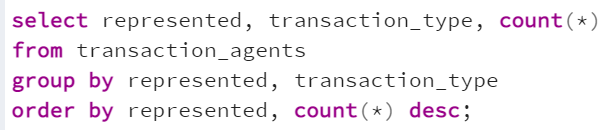 select represented, transaction_type, count(*)
from transaction_agents
group by represented, transaction_type
order by represented, count(*) desc;